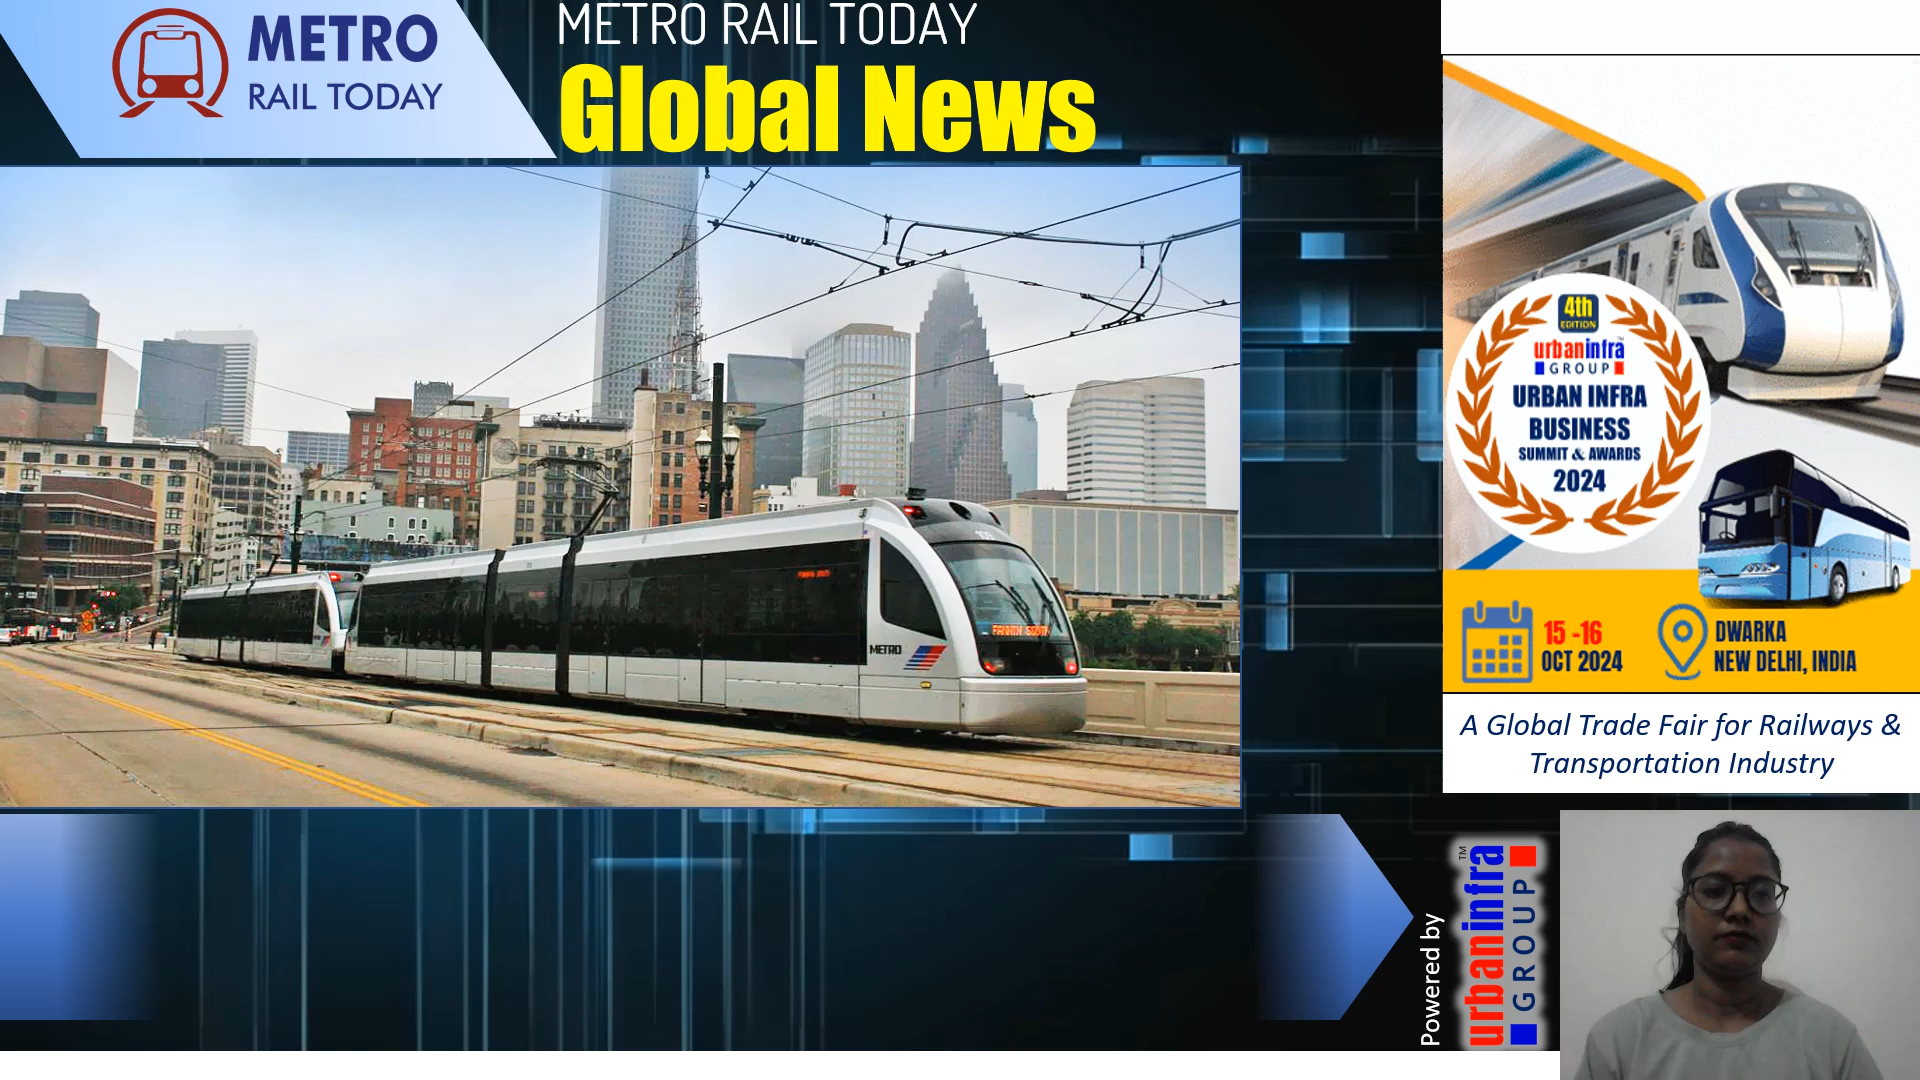 METRO
RAIL TODAY
METRO RAIL TODAY
Global News
METRO
4th
EDITION
urbaninfra
GROUP
URBAN INFRA
BUSINESS
SUMMIT & AWARDS
2024
15 -16
OCT 2024
DWARKA
NEW DELHI, INDIA
A Global Trade Fair for Railways &
Transportation Industry
Powered by
urbaninfra™
GROUP